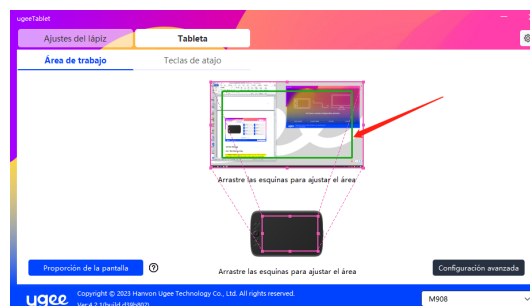 ugeeTablet
Ajustes del lápiz
Tableta
Área de trabajo
Teclas de atajo
Arrastre las esquinas para ajustar el área
Arrastre las esquinas para ajustar el área
Proporción de la pantalla
Configuración avanzada
ugee
Copyright © 2023 Hanvon Ugee Technology Co., Ltd. All rights reserved.
M908